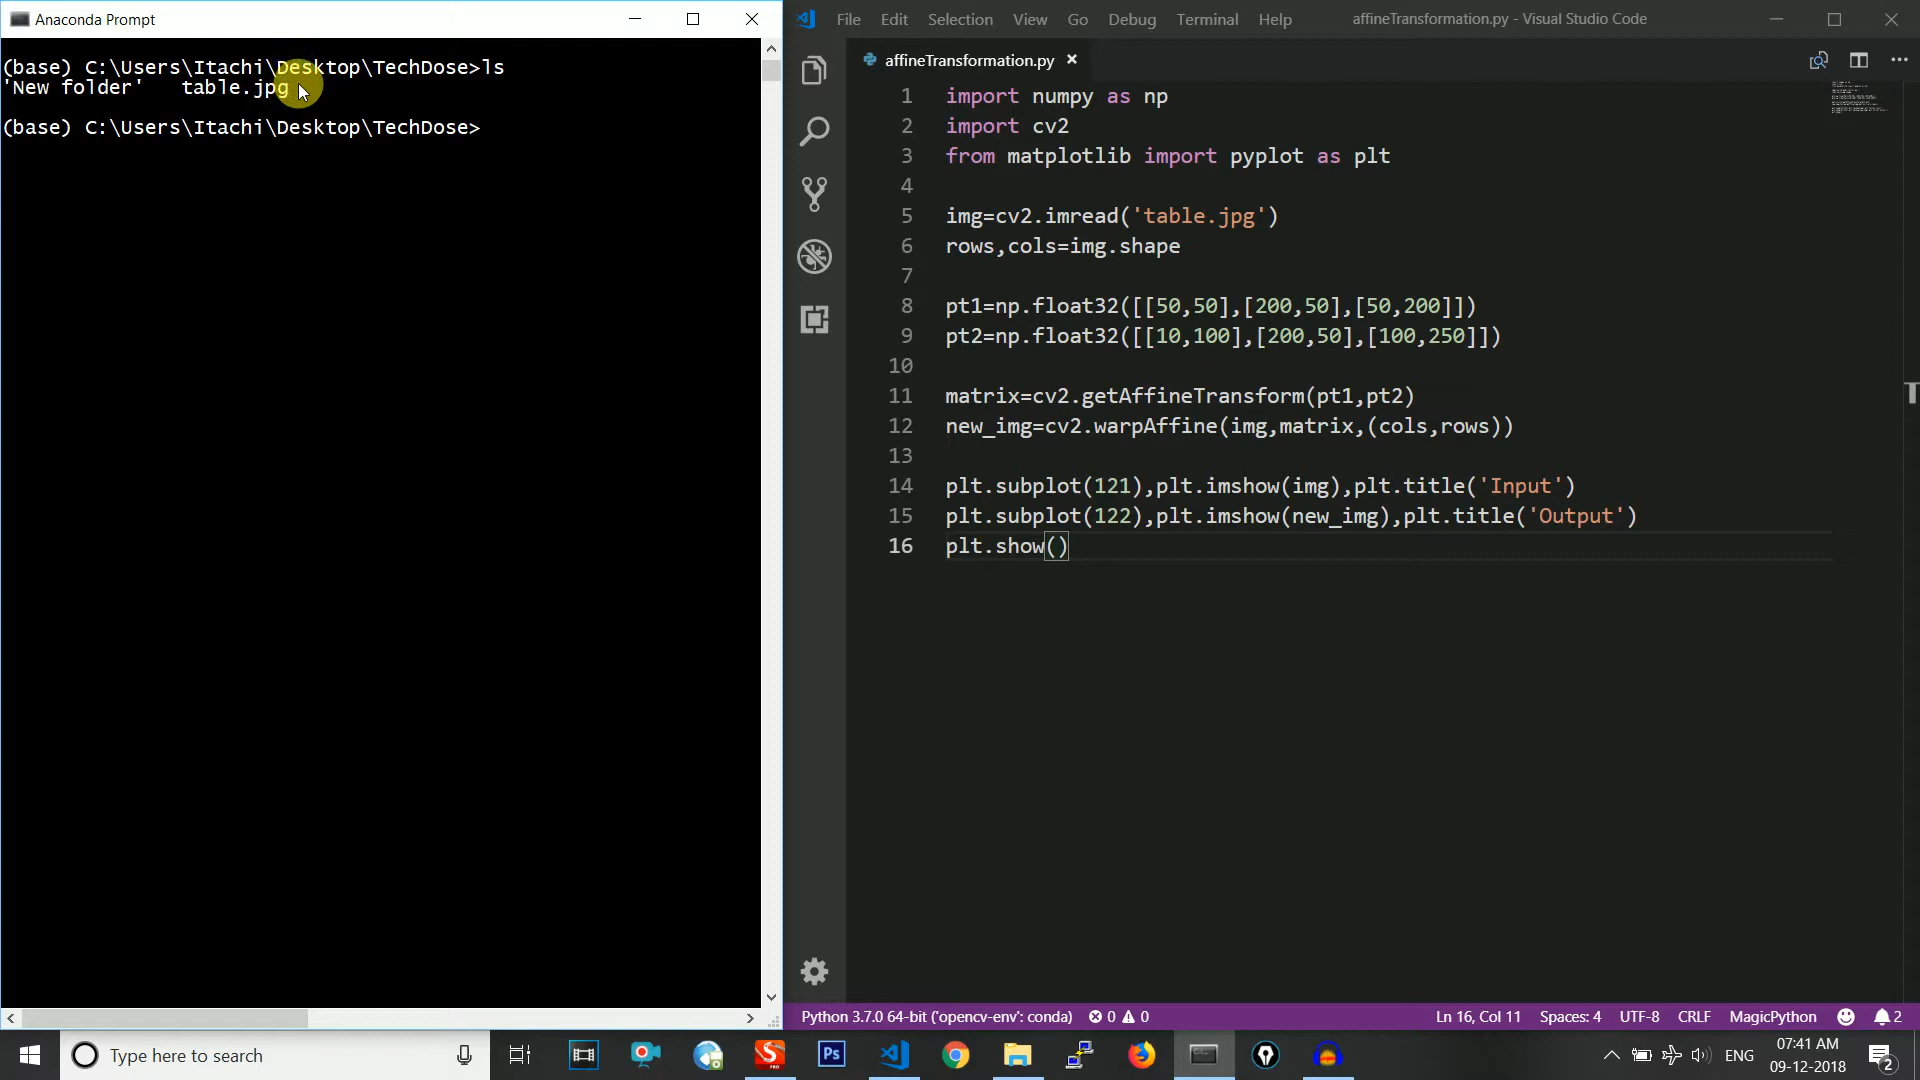 Anaconda Prompt
(base) C:\Users\Itachi\Desktop\TechDose>ls
'New folder'   table.jpg
(base) C:\Users\Itachi\Desktop\TechDose>
File Edit Selection View Go Debug Terminal Help affineTransformation.py - Visual Studio Code
affineTransformation.py
1 import numpy as np
2 import cv2
3 from matplotlib import pyplot as plt
4
5 img=cv2.imread('table.jpg')
6 rows,cols=img.shape
7
8 pt1=np.float32([[50,50],[200,50],[50,200]])
9 pt2=np.float32([[10,100],[200,50],[100,250]])
10
11 matrix=cv2.getAffineTransform(pt1,pt2)
12 new_img=cv2.warpAffine(img,matrix,(cols,rows))
13
14 plt.subplot(121),plt.imshow(img),plt.title('Input')
15 plt.subplot(122),plt.imshow(new_img),plt.title('Output')
16 plt.show()
Python 3.7.0 64-bit ('opencv-env': conda) 0 0 Ln 16, Col 11 Spaces: 4 UTF-8 CRLF MagicPython 2
Type here to search
Ps
ENG
07:41 AM
09-12-2018
2